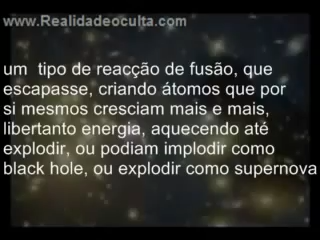 www.Realidadeoculta.com
um tipo de reacção de fusão, que
escapasse, criando átomos que por
si mesmos cresciam mais e mais,
libertanto energia, aquecendo até
explodir, ou podiam implodir como
black hole, ou explodir como supernova